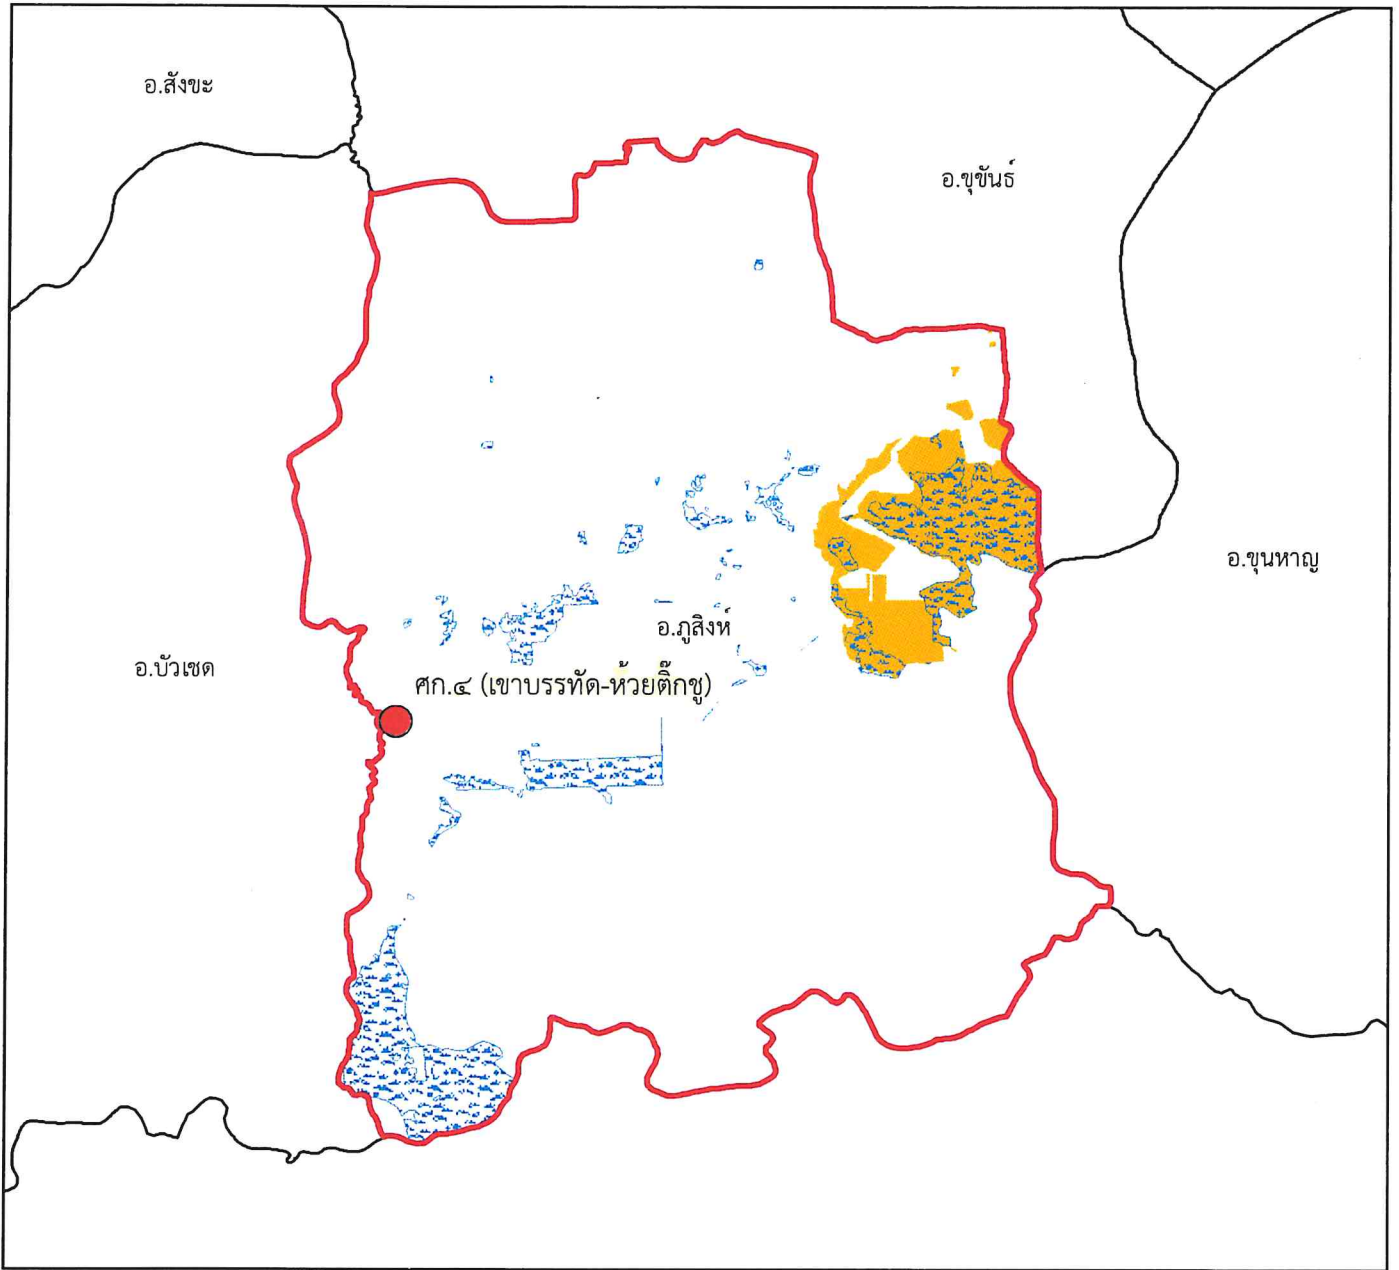 อ.สังขะ
อ.ขุขันธ์
อ.ขุนหาญ
อ.ภูสิงห์
อ.บัวเชด
ศก.๔ (เขาบรรทัด-ห้วยติ๊กชู)